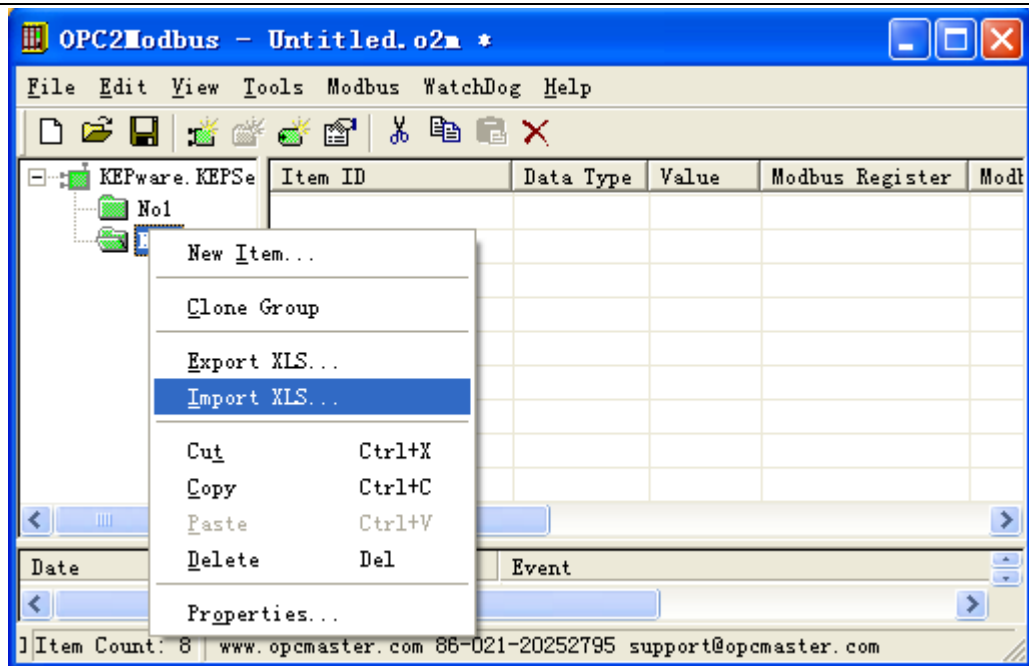 OPC2Modbus - Untitled.o2m *
File Edit View Tools Modbus WatchDog Help
KEPware.KEPSe Item ID Data Type Value Modbus Register Modb
No1
New Item...
Clone Group
Export XLS...
Import XLS...
Cut Ctrl+X
Copy Ctrl+C
Paste Ctrl+V
Delete Del
Properties...
Date Event
Item Count: 8 www.opcmaster.com 86-021-20252795 support@opcmaster.com